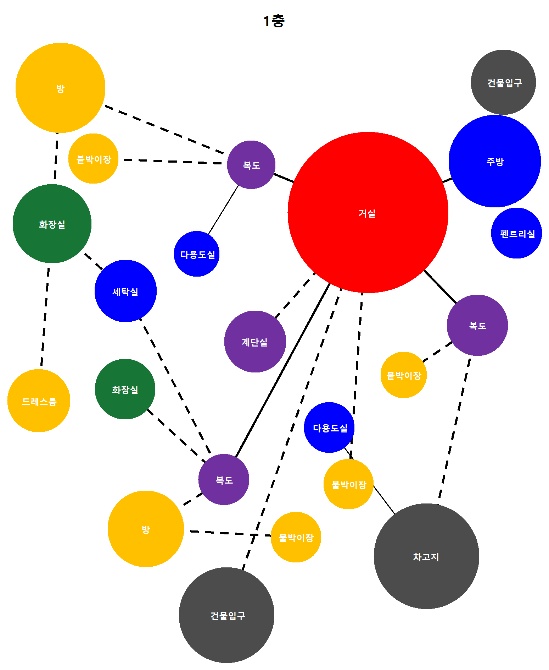 1층
건물입구
방
주방
붙박이장
복도
거실
화장실
펜트리실
다용도실
세탁실
복도
계단실
붙박이장
화장실
드레스룸
다용도실
복도
붙박이장
방
붙박이장
차고지
건물입구